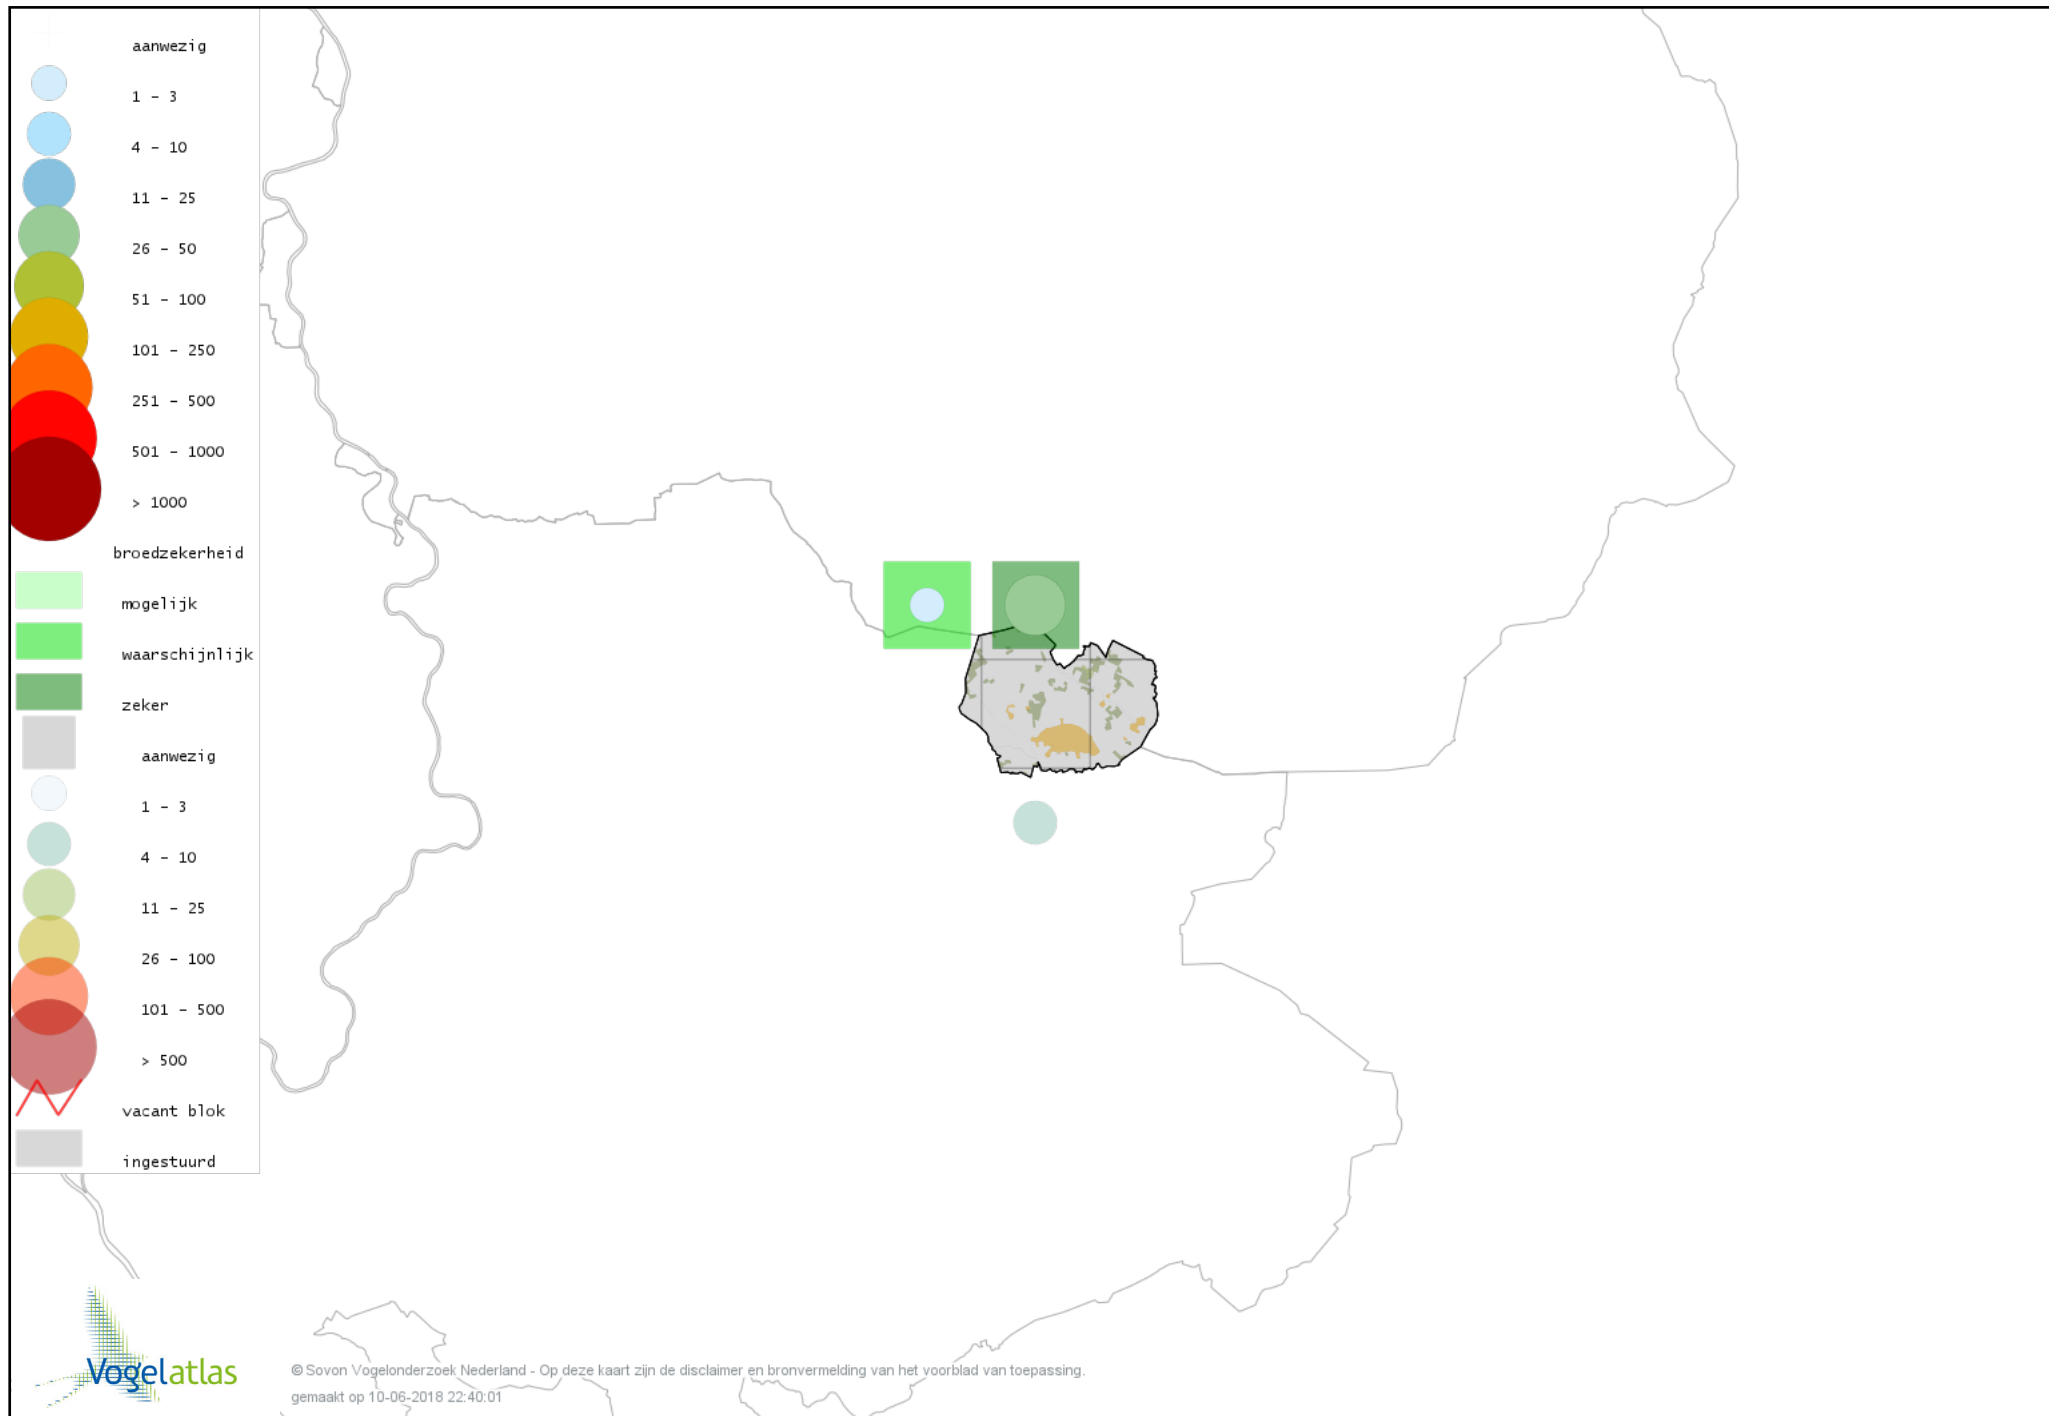 aanwezig
1 - 3
4 - 10
11 - 25
26 - 50
51 - 100
101 - 250
251 - 500
501 - 1000
> 1000
broedzekerheid
mogelijk
waarschijnlijk
zeker
aanwezig
1 - 3
4 - 10
11 - 25
26 - 100
101 - 500
> 500
vacant blok
ingestuurd
Vogelatlas
© Sovon Vogelonderzoek Nederland - Op deze kaart zijn de disclaimer en bronvermelding van het voorblad van toepassing.
gemaakt op 10-06-2018 22:40:01